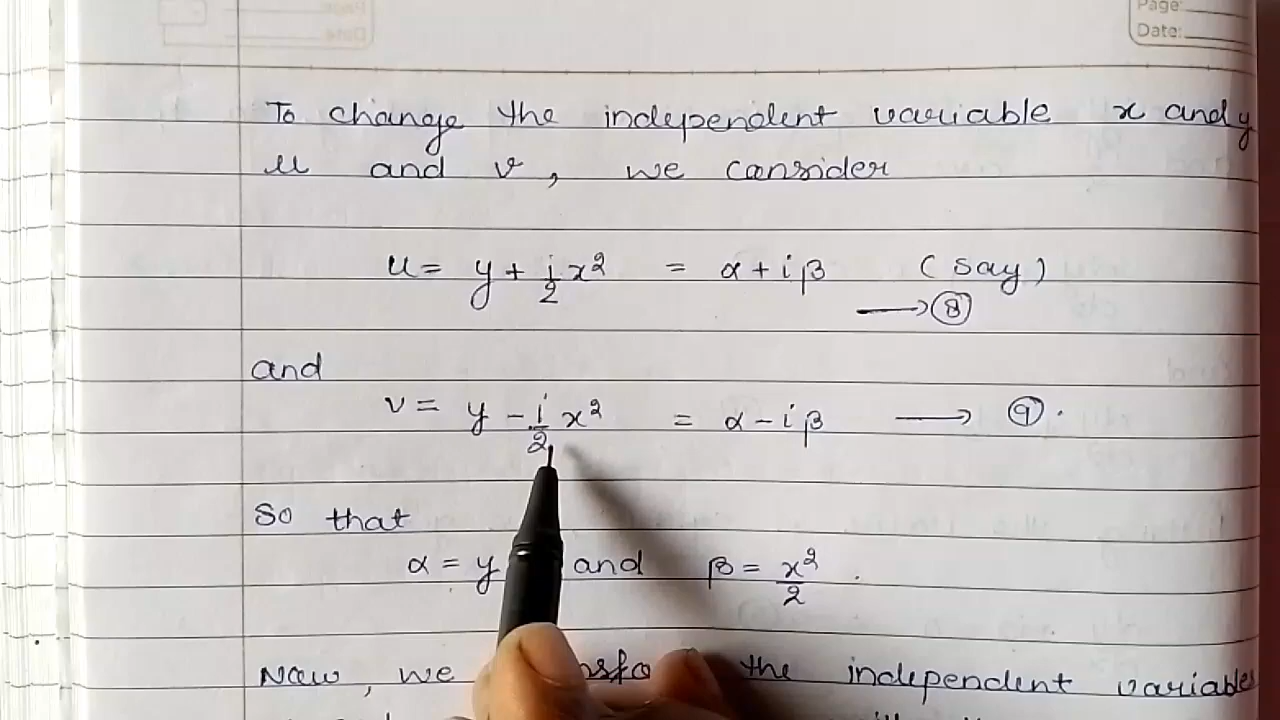 Page:
Date:
To change the independent variable x and y
u and v, we consider
u = y + i/2 x² = α + iβ (say)
⟶ ⑧
and
v = y - i/2 x² = α - iβ ⟶ ⑨.
So that
α = y and β = x²/2 .
Now, we the independent variables